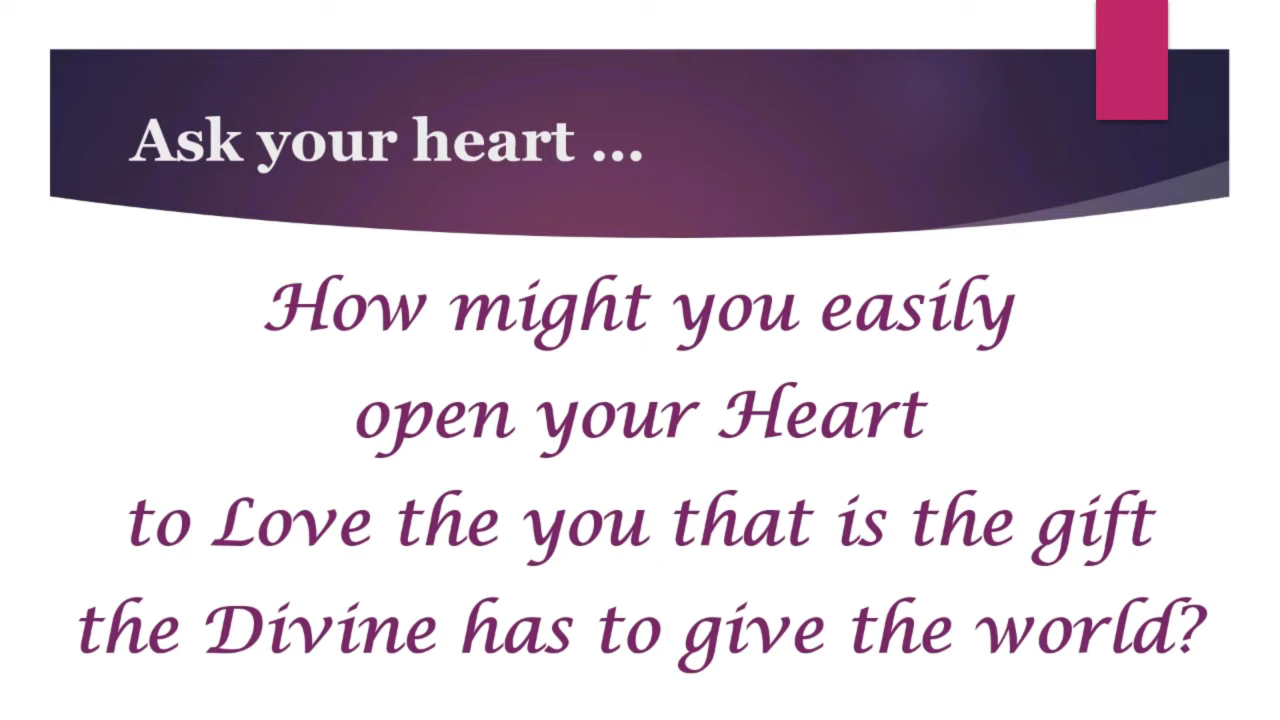 Ask your heart ...
How might you easily
open your Heart
to Love the you that is the gift
the Divine has to give the world?